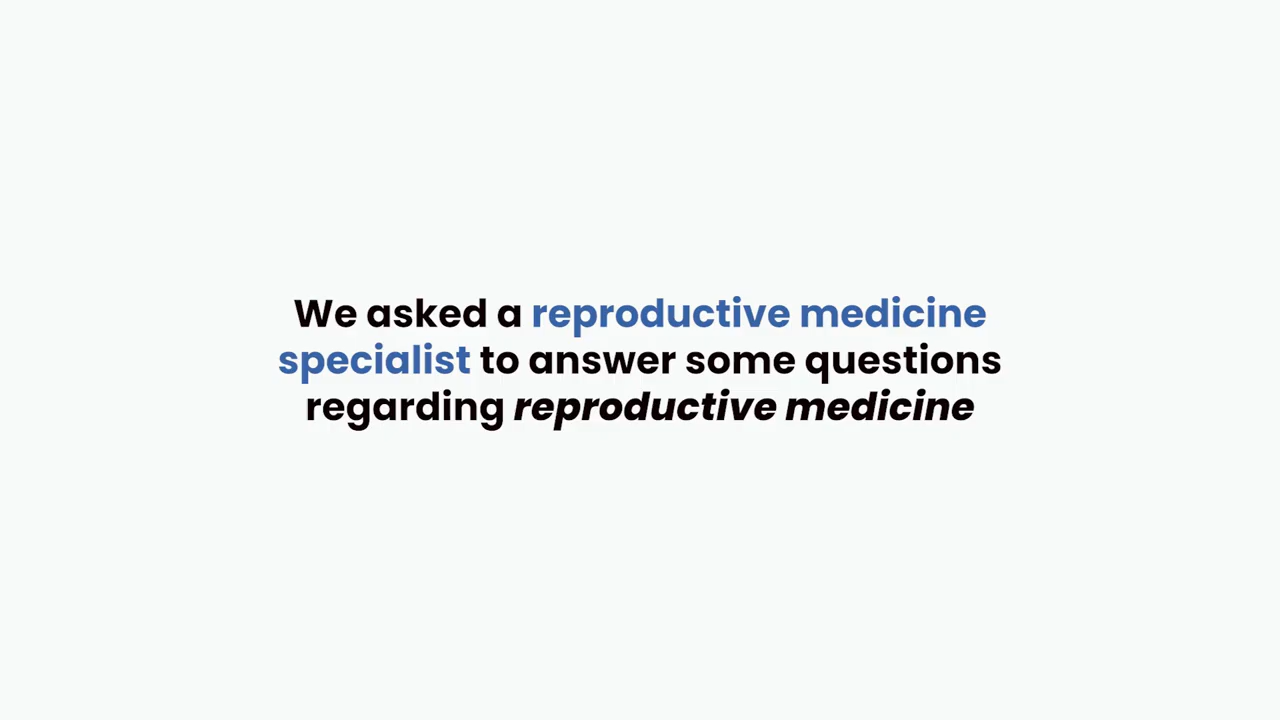 We asked a reproductive medicine
specialist to answer some questions
regarding reproductive medicine